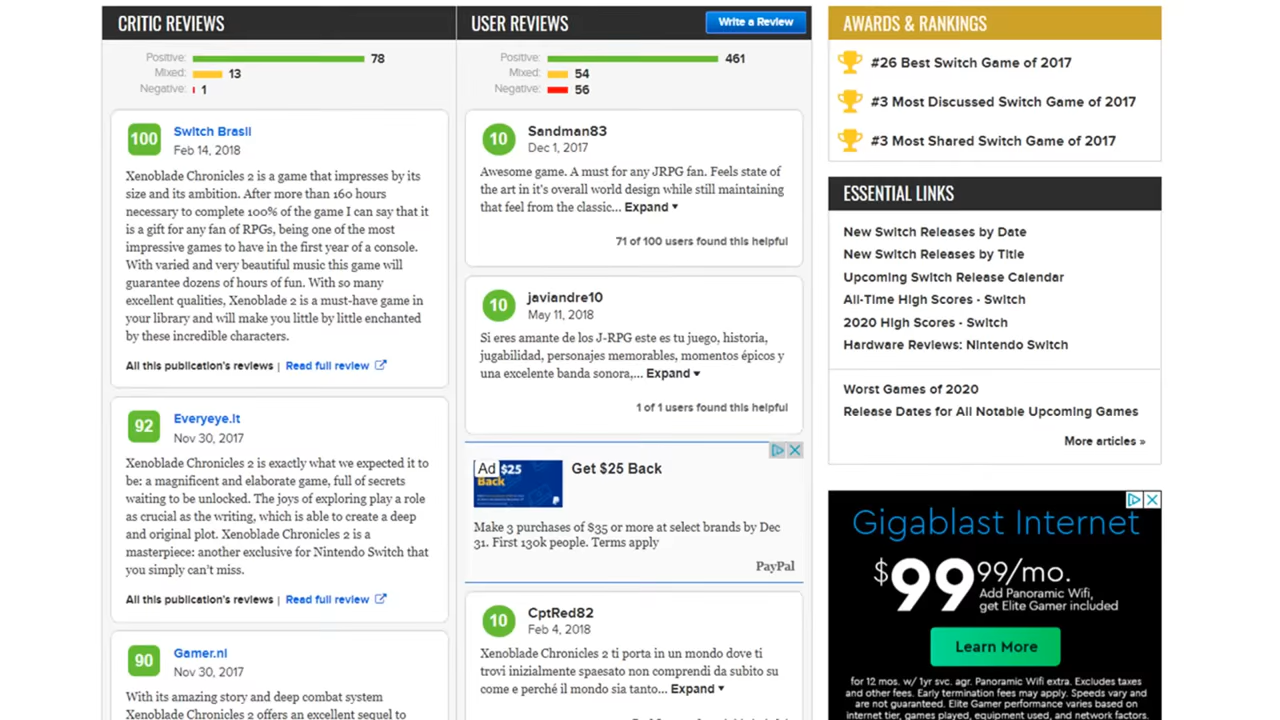 CRITIC REVIEWS
Positive: 78
Mixed: 13
Negative: 1
100
Switch Brasil
Feb 14, 2018
Xenoblade Chronicles 2 is a game that impresses by its
size and its ambition. After more than 160 hours
necessary to complete 100% of the game I can say that it
is a gift for any fan of RPGs, being one of the most
impressive games to have in the first year of a console.
With varied and very beautiful music this game will
guarantee dozens of hours of fun. With so many
excellent qualities, Xenoblade 2 is a must-have game in
your library and will make you little by little enchanted
by these incredible characters.
All this publication's reviews | Read full review
92
Everyeye.it
Nov 30, 2017
Xenoblade Chronicles 2 is exactly what we expected it to
be: a magnificent and elaborate game, full of secrets
waiting to be unlocked. The joys of exploring play a role
as crucial as the writing, which is able to create a deep
and original plot. Xenoblade Chronicles 2 is a
masterpiece: another exclusive for Nintendo Switch that
you simply can't miss.
All this publication's reviews | Read full review
90
Gamer.nl
Nov 30, 2017
With its amazing story and deep combat system
Xenoblade Chronicles 2 offers an excellent sequel to
USER REVIEWS
Write a Review
Positive: 461
Mixed: 54
Negative: 56
10
Sandman83
Dec 1, 2017
Awesome game. A must for any JRPG fan. Feels state of
the art in it's overall world design while still maintaining
that feel from the classic... Expand
71 of 100 users found this helpful
10
javiandre10
May 11, 2018
Si eres amante de los J-RPG este es tu juego, historia,
jugabilidad, personajes memorables, momentos épicos y
una excelente banda sonora,... Expand
1 of 1 users found this helpful
Ad $25
Back
Get $25 Back
Make 3 purchases of $35 or more at select brands by Dec
31. First 130k people. Terms apply
PayPal
10
CptRed82
Feb 4, 2018
Xenoblade Chronicles 2 ti porta in un mondo dove ti
trovi inizialmente spaesato non comprendi da subito su
come e perché il mondo sia tanto... Expand
AWARDS & RANKINGS
#26 Best Switch Game of 2017
#3 Most Discussed Switch Game of 2017
#3 Most Shared Switch Game of 2017
ESSENTIAL LINKS
New Switch Releases by Date
New Switch Releases by Title
Upcoming Switch Release Calendar
All-Time High Scores - Switch
2020 High Scores - Switch
Hardware Reviews: Nintendo Switch
Worst Games of 2020
Release Dates for All Notable Upcoming Games
More articles »
Gigablast Internet
$9999/mo.
Add Panoramic Wifi,
get Elite Gamer included
Learn More
for 12 mos. w/ 1yr svc. agr. Panoramic Wifi extra. Excludes taxes
and other fees. Early termination fees may apply. Speeds vary and
are not guaranteed. Elite Gamer performance varies based on
internet tier, games played, equipment used, and network factors.